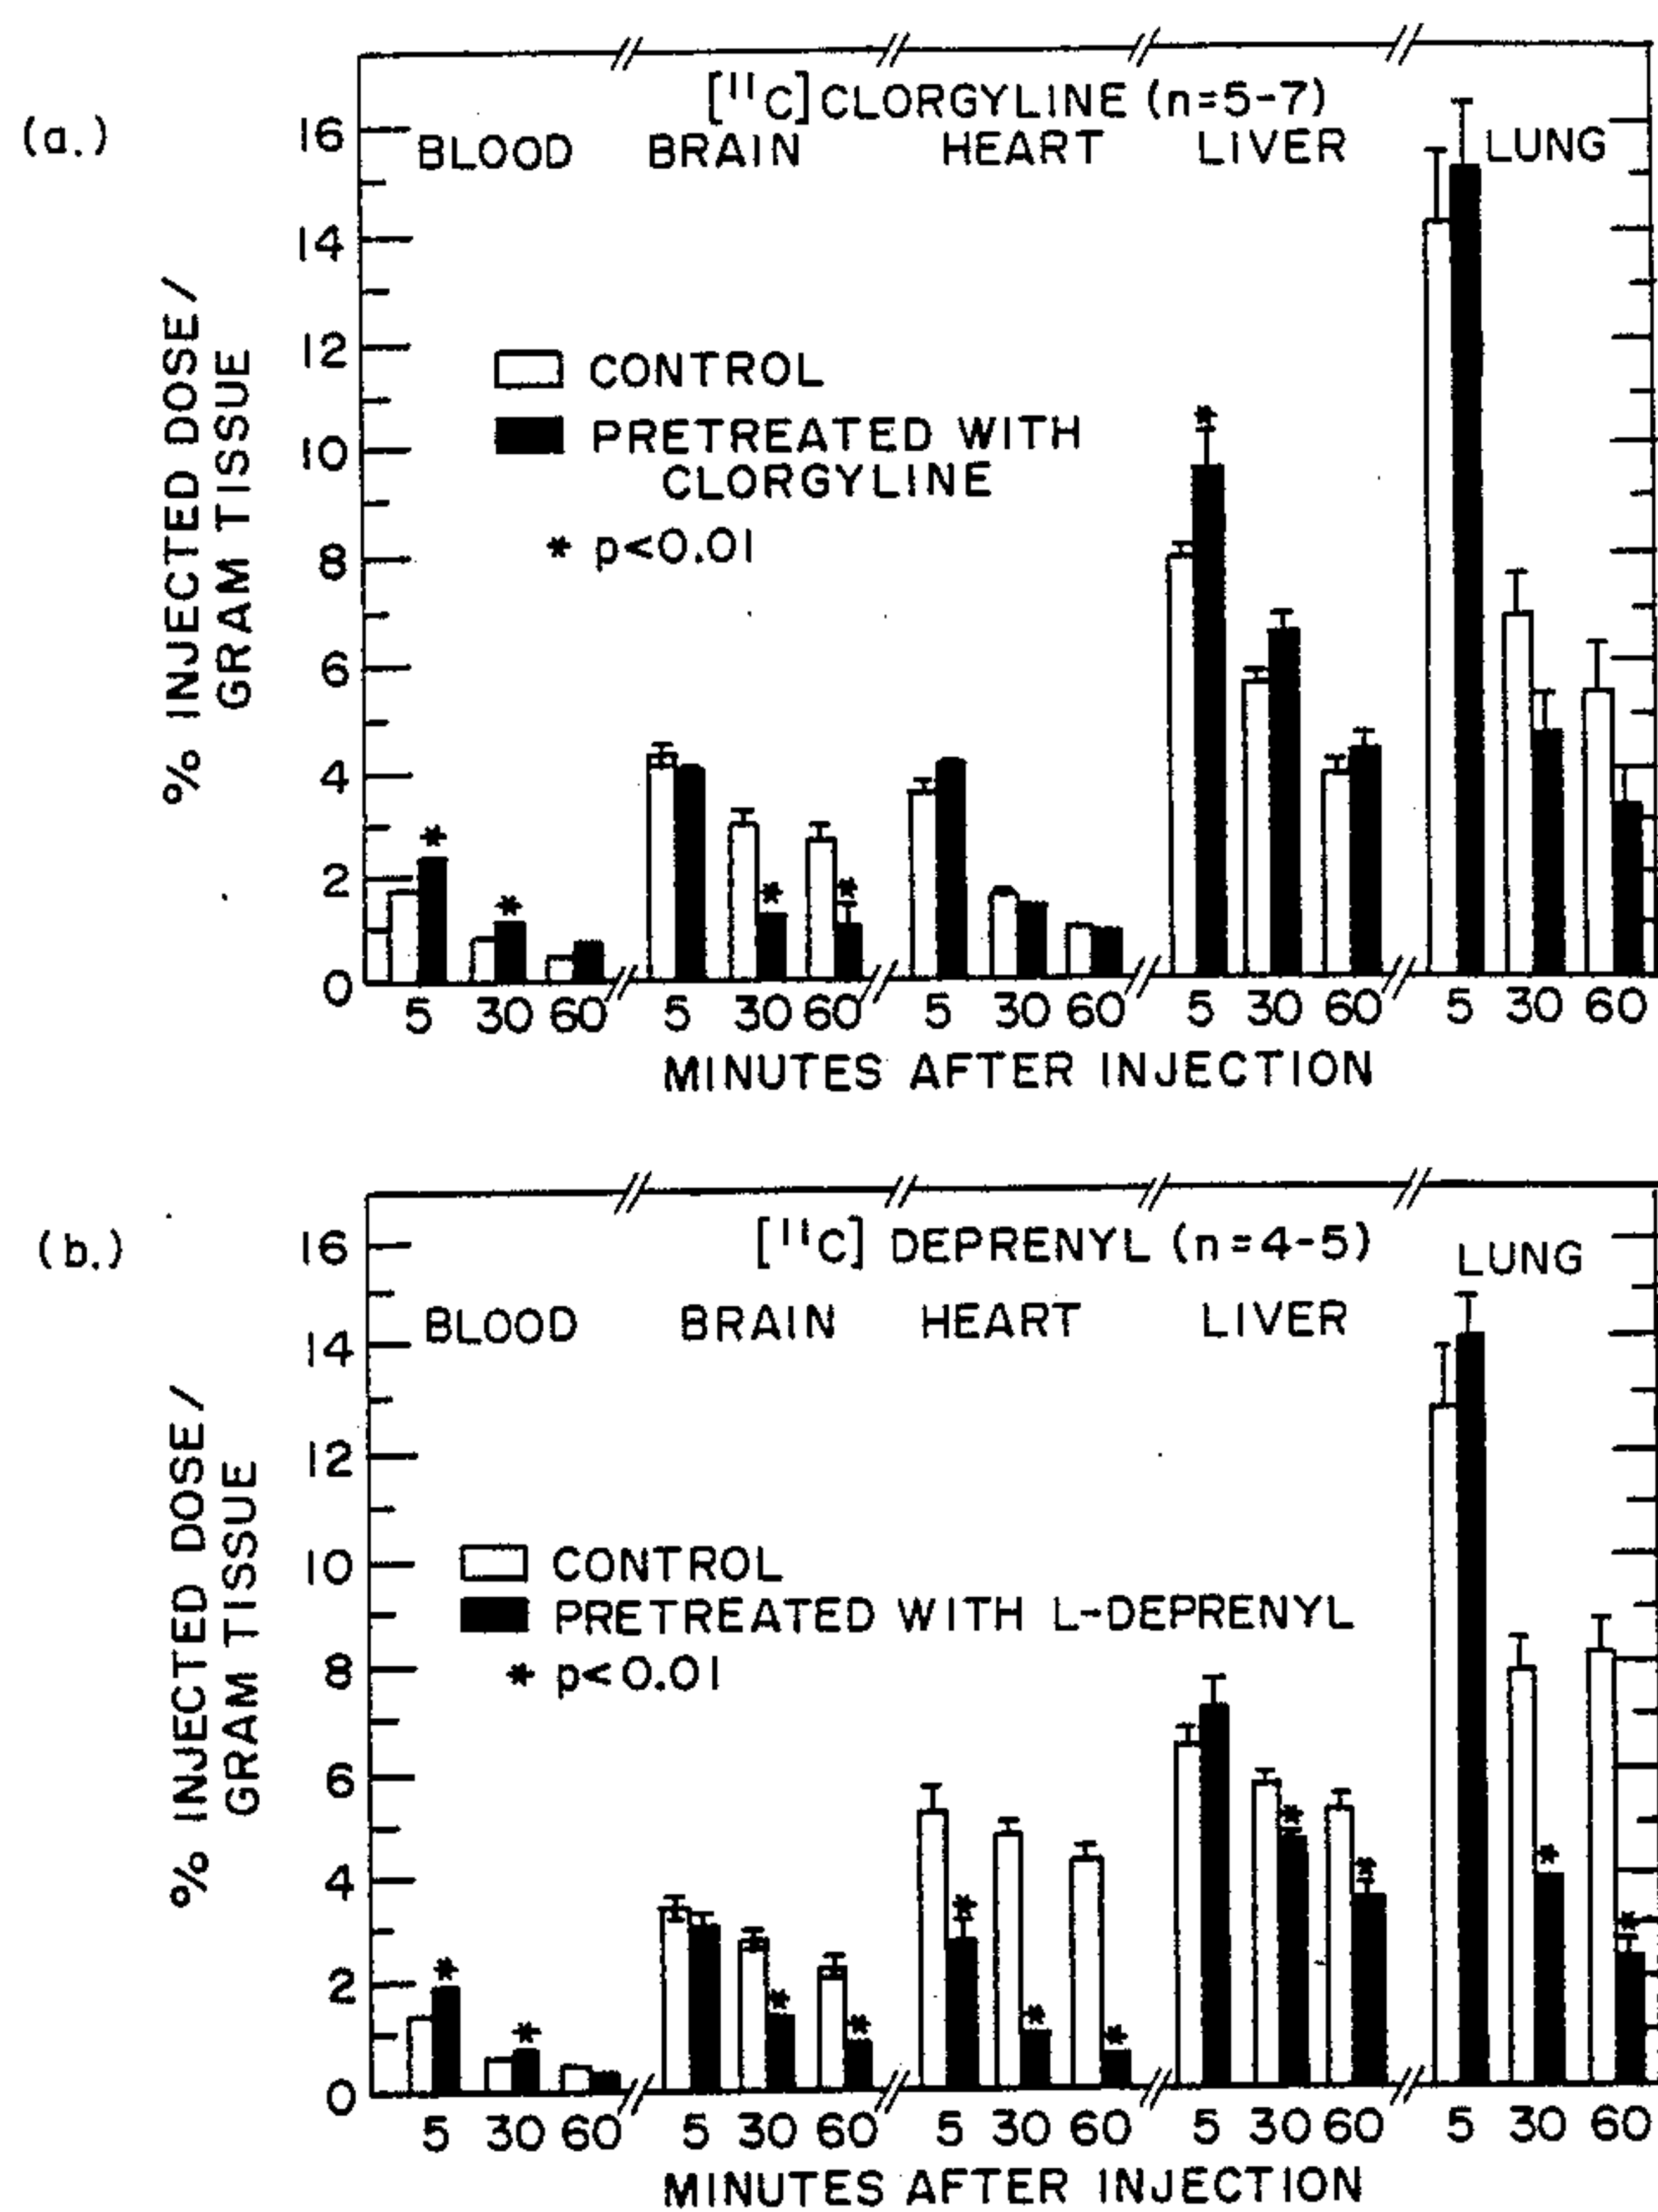 (a.)
[¹¹C] CLORGYLINE (n=5-7)
BLOOD BRAIN HEART LIVER LUNG
16
14
12
10
8
6
4
2
0
% INJECTED DOSE/
GRAM TISSUE
CONTROL
PRETREATED WITH
CLORGYLINE
* p<0.01
* * * * *
5 30 60 5 30 60 5 30 60 5 30 60 5 30 60
MINUTES AFTER INJECTION
(b.)
[¹¹C] DEPRENYL (n=4-5)
LUNG
BLOOD BRAIN HEART LIVER
16
14
12
10
8
6
4
2
0
% INJECTED DOSE/
GRAM TISSUE
CONTROL
PRETREATED WITH L-DEPRENYL
* p<0.01
* * * * * * * * * * *
5 30 60 5 30 60 5 30 60 5 30 60 5 30 60
MINUTES AFTER INJECTION